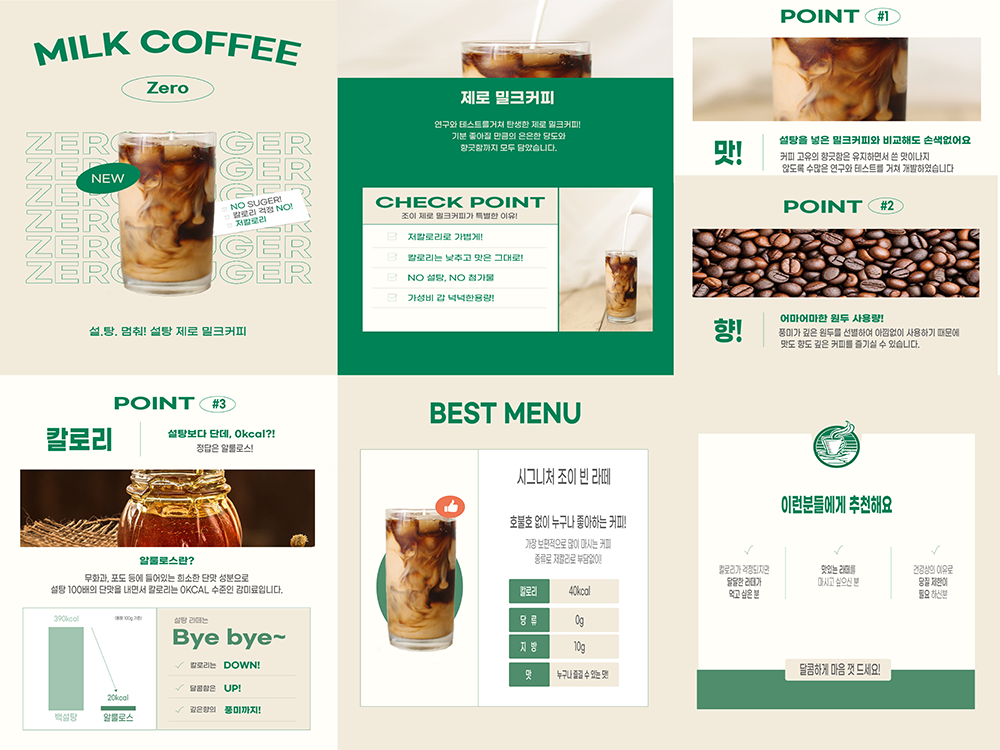 MILK COFFEE
Zero
ZERO SUGER
ZERO SUGER
ZERO SUGER
ZERO SUGER
ZERO SUGER
ZERO SUGER
NEW
NO SUGER!
칼로리 걱정 NO!
저칼로리
설.탕. 멈춰! 설탕 제로 밀크커피
제로 밀크커피
연구와 테스트를거쳐 탄생한 제로 밀크커피!
기분 좋아질 만큼의 은은한 당도와
향긋함까지 모두 담았습니다.
CHECK POINT
조이 제로 밀크커피가 특별한 이유!
저칼로리로 가볍게!
칼로리는 낮추고 맛은 그대로!
NO 설탕, NO 첨가물
가성비 갑 넉넉한용량!
POINT #1
맛!
설탕을 넣은 밀크커피와 비교해도 손색없어요
커피 고유의 향긋함은 유지하면서 쓴 맛이나지
않도록 수많은 연구와 테스트를 거쳐 개발하였습니다
POINT #2
향!
어마어마한 원두 사용량!
풍미가 깊은 원두를 선별하여 아낌없이 사용하기 때문에
맛도 향도 깊은 커피를 즐기실 수 있습니다.
POINT #3
칼로리
설탕보다 단데, 0kcal?!
정답은 알룰로스!
알룰로스란?
무화과, 포도 등에 들어있는 희소한 단맛 성분으로
설탕 100배의 단맛을 내면서 칼로리는 0KCAL 수준인 감미료입니다.
390kcal
20kcal
백설탕
알룰로스
설탕 라떼는
Bye bye~
칼로리는 DOWN!
달콤함은 UP!
깊은향의 풍미까지!
BEST MENU
시그니처 조이 빈 라떼
호불호 없이 누구나 좋아하는 커피!
가장 보편적으로 많이 마시는 커피
종류로 저칼리로 부담없이!
칼로리 40kcal
당 류 0g
지 방 10g
맛 누구나 즐길 수 있는 맛!
이런분들에게 추천해요
칼로리가 걱정되지만
달달한 라떼가
먹고 싶은 분
맛있는 라떼를
마시고 싶으신 분
건강상의 이유로
당질 제한이
필요 하신분
달콤하게 마음 껏 드세요!